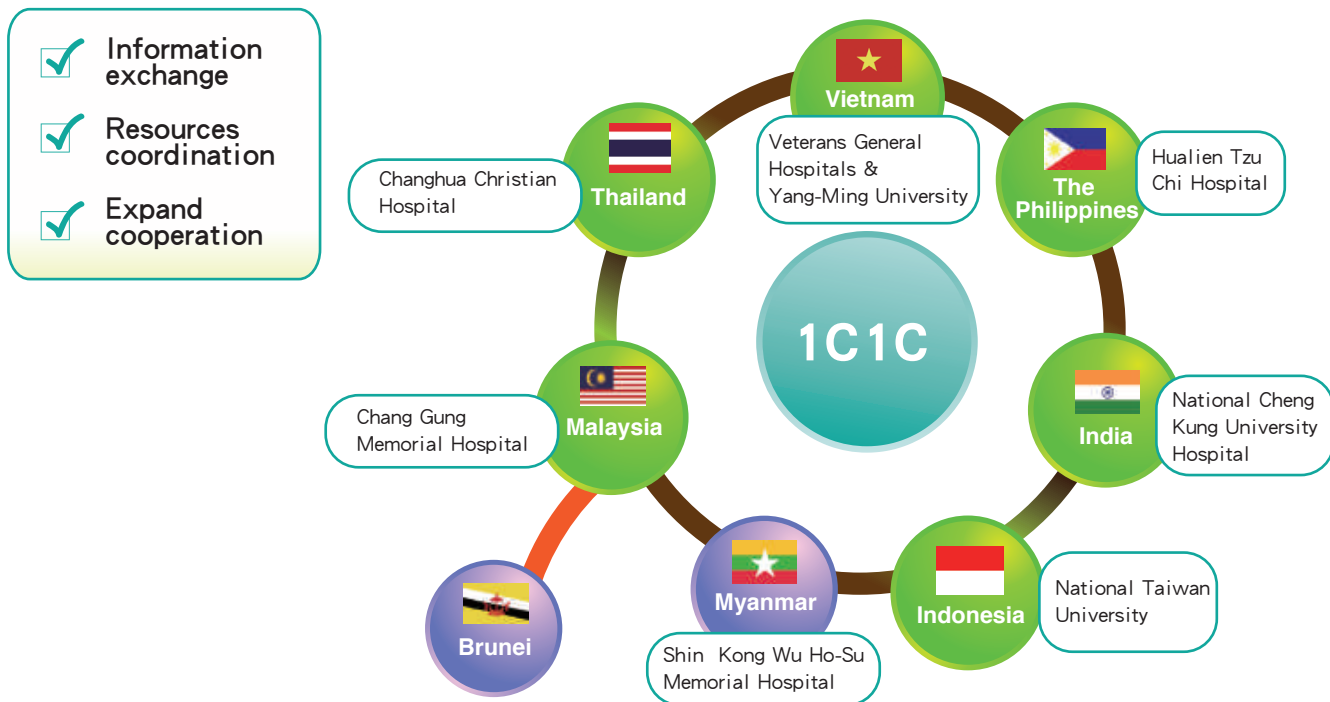 Information
exchange
Resources
coordination
Expand
cooperation
Vietnam
Veterans General
Hospitals &
Yang-Ming University
Thailand
Changhua Christian
Hospital
The
Philippines
Hualien Tzu
Chi Hospital
1C1C
Malaysia
Chang Gung
Memorial Hospital
India
National Cheng
Kung University
Hospital
Brunei
Myanmar
Shin Kong Wu Ho-Su
Memorial Hospital
Indonesia
National Taiwan
University